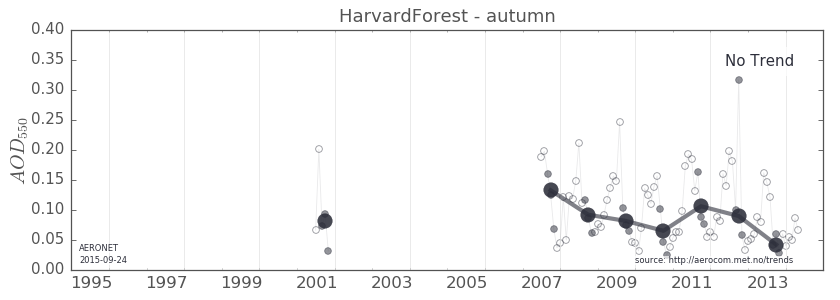 HarvardForest - autumn
0.40
0.35
0.30
0.25
0.20
0.15
0.10
0.05
0.00
AOD550
No Trend
AERONET
2015-09-24
source: http://aerocom.met.no/trends
1995 1997 1999 2001 2003 2005 2007 2009 2011 2013